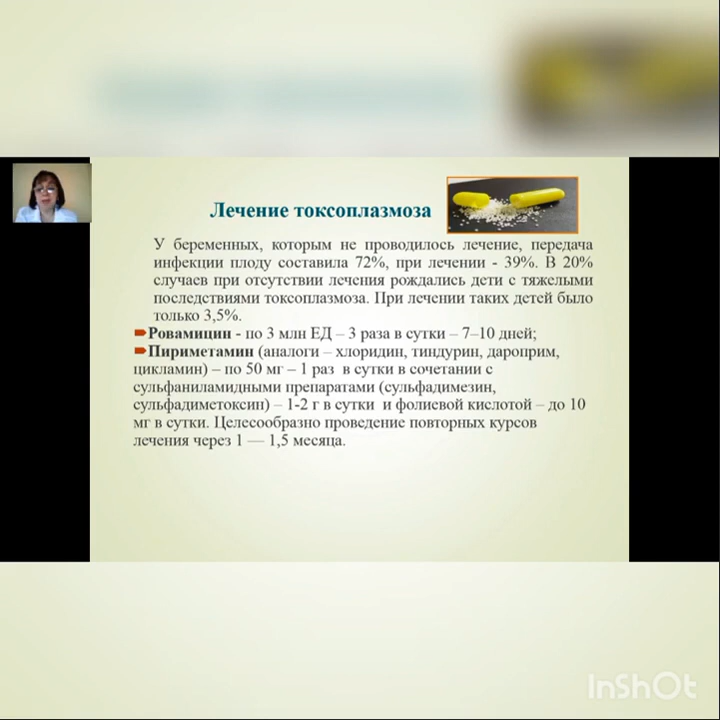 Лечение токсоплазмоза
У беременных, которым не проводилось лечение, передача
инфекции плоду составила 72%, при лечении - 39%. В 20%
случаев при отсутствии лечения рождались дети с тяжелыми
последствиями токсоплазмоза. При лечении таких детей было
только 3,5%.
Ровамицин - по 3 млн ЕД – 3 раза в сутки – 7–10 дней;
Пириметамин (аналоги – хлоридин, тиндурин, дароприм,
цикламин) – по 50 мг – 1 раз в сутки в сочетании с
сульфаниламидными препаратами (сульфадимезин,
сульфадиметоксин) – 1-2 г в сутки и фолиевой кислотой – до 10
мг в сутки. Целесообразно проведение повторных курсов
лечения через 1 — 1,5 месяца.
InShOt